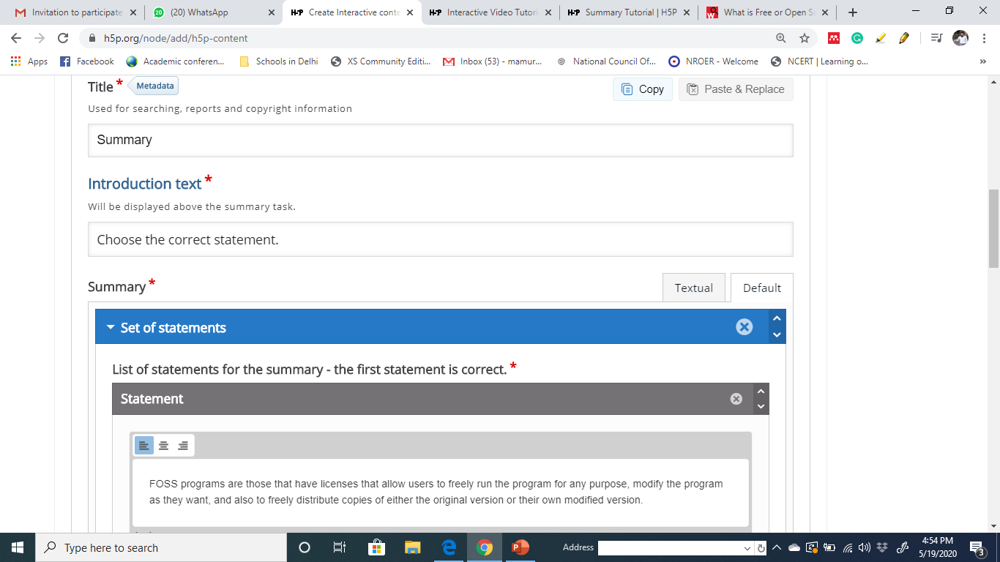 Invitation to participate
(20) WhatsApp
Create Interactive conte
Interactive Video Tutori
Summary Tutorial | H5P
What is Free or Open S
h5p.org/node/add/h5p-content
Apps
Facebook
Academic conferen...
Schools in Delhi
XS Community Editi...
Inbox (53) - mamur...
National Council Of...
NROER - Welcome
NCERT | Learning o...
Title *
Metadata
Copy
Paste & Replace
Used for searching, reports and copyright information
Summary
Introduction text *
Will be displayed above the summary task.
Choose the correct statement.
Summary *
Textual
Default
Set of statements
List of statements for the summary - the first statement is correct. *
Statement
FOSS programs are those that have licenses that allow users to freely run the program for any purpose, modify the program
as they want, and also to freely distribute copies of either the original version or their own modified version.
Type here to search
Address
4:54 PM
5/19/2020
3